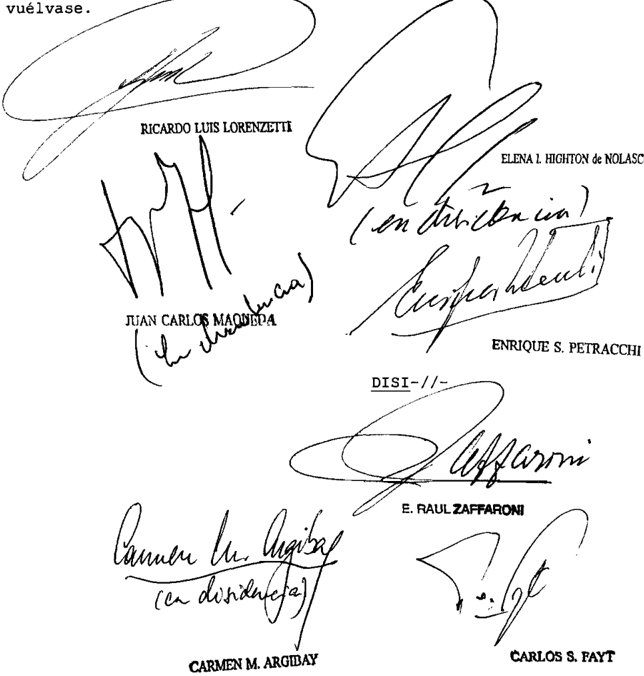 vuélvase.
RICARDO LUIS LORENZETTI
ELENA I. HIGHTON de NOLASC
(en disidencia)
JUAN CARLOS MAQUEDA
(en disidencia)
ENRIQUE S. PETRACCHI
DISI-//-
Zaffaroni
E. RAUL ZAFFARONI
Carmen M. Argibay
(en disidencia)
CARMEN M. ARGIBAY
CARLOS S. FAYT